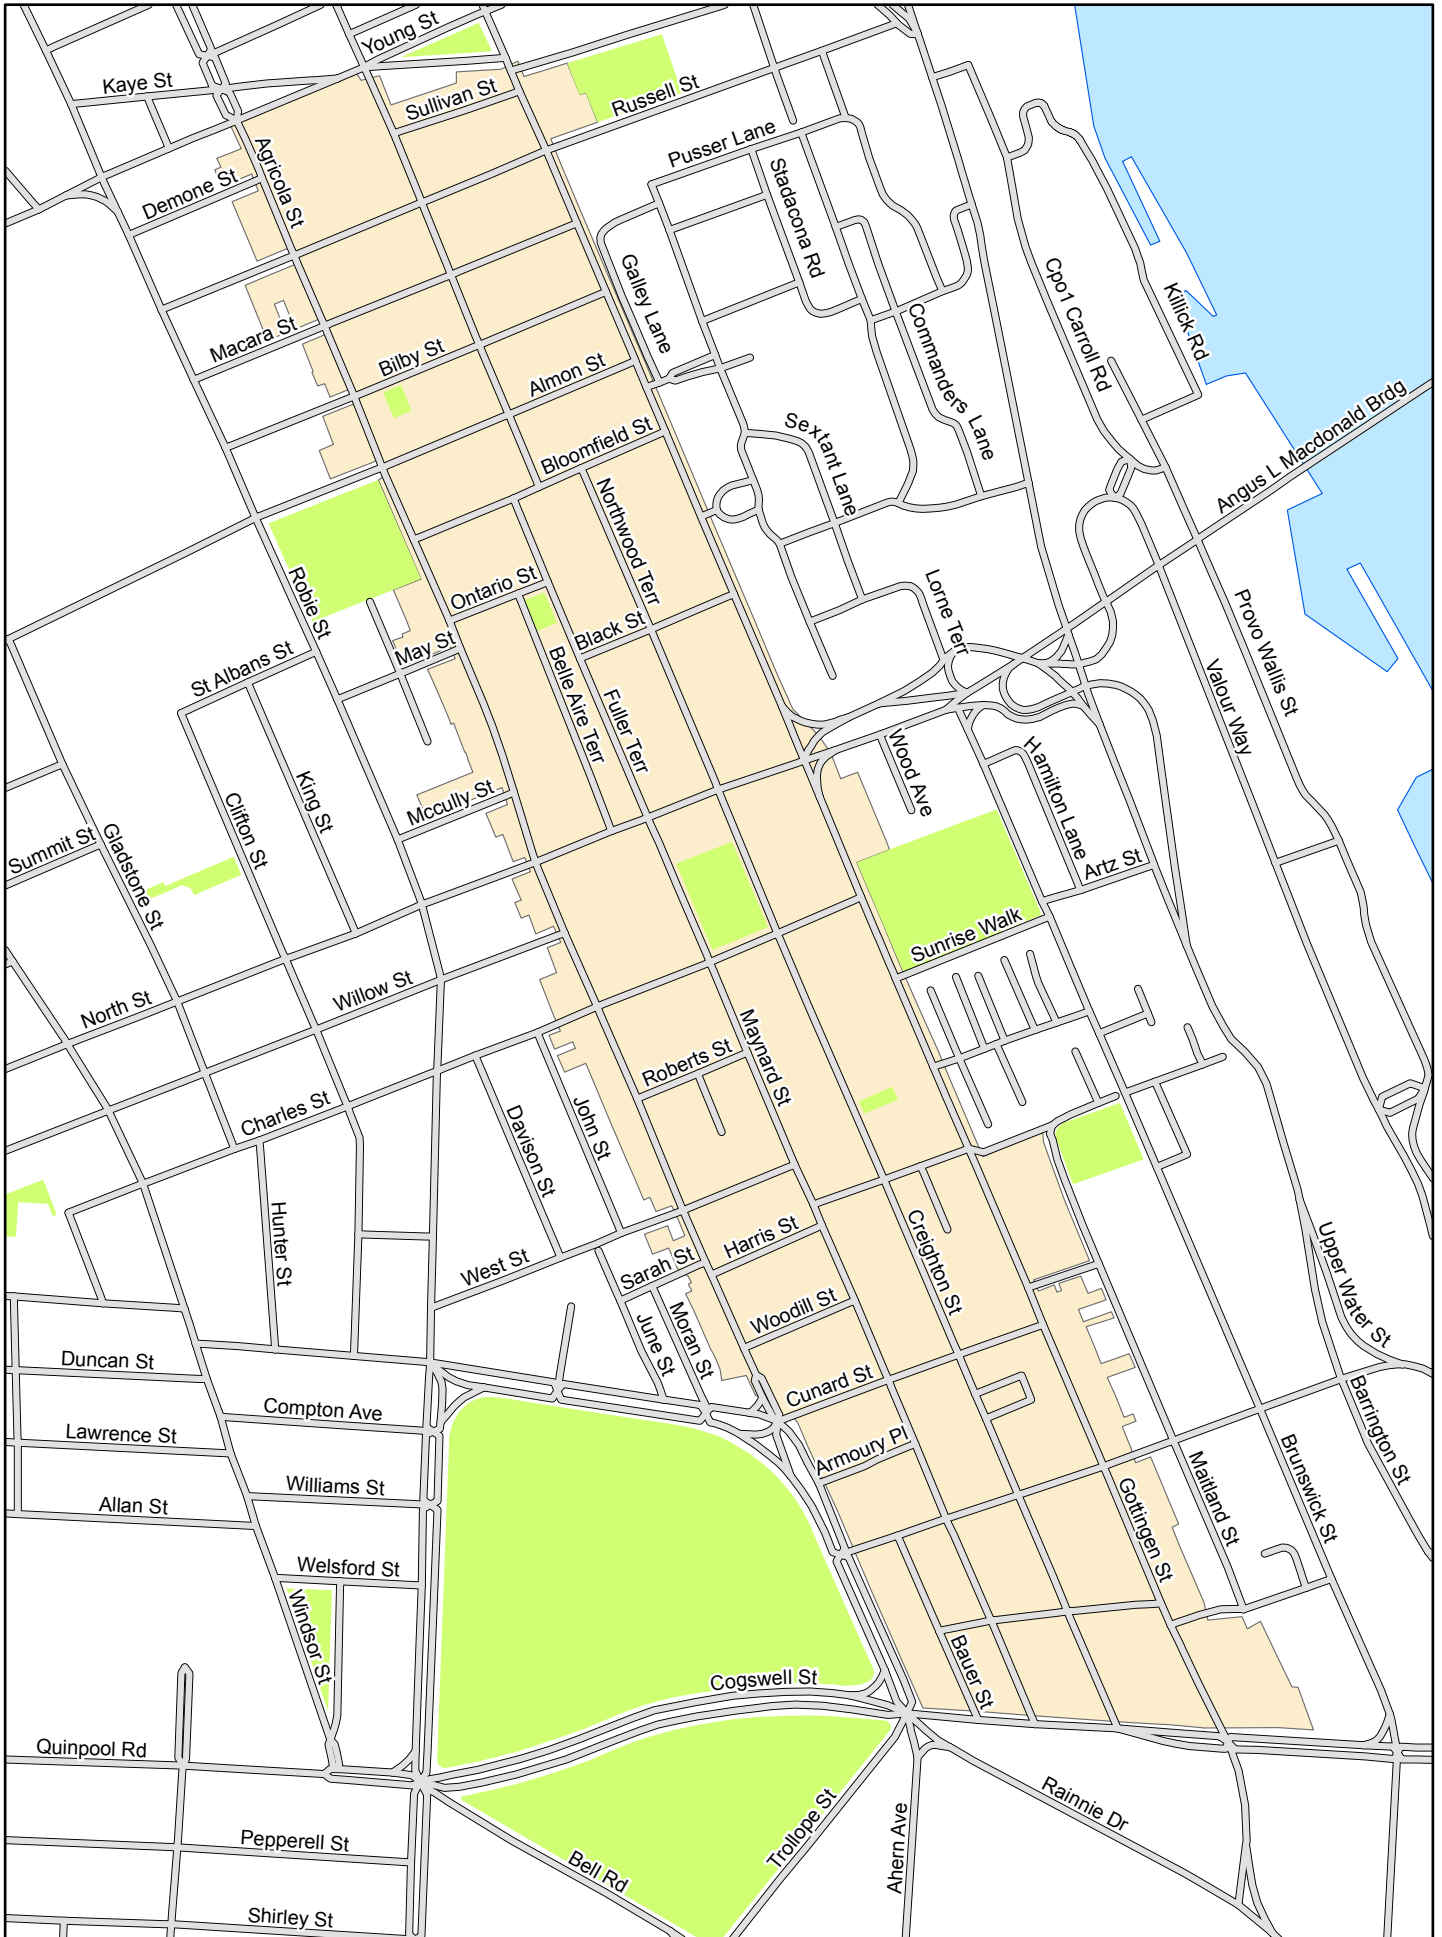 Young St
Kaye St
Sullivan St
Russell St
Agricola St
Pusser Lane
Demone St
Stadacona Rd
Galley Lane
Cpo1 Carroll Rd
Killick Rd
Macara St
Bilby St
Almon St
Commanders Lane
Angus L Macdonald Brdg
Bloomfield St
Sextant Lane
Northwood Terr
Robie St
Ontario St
Lorne Terr
Provo Wallis St
May St
Black St
St Albans St
Belle Aire Terr
Fuller Terr
Valour Way
Wood Ave
Hamilton Lane
King St
Mccully St
Clifton St
Summit St
Gladstone St
Artz St
Sunrise Walk
North St
Willow St
Maynard St
Roberts St
Charles St
John St
Davison St
Hunter St
Creighton St
Harris St
West St
Sarah St
Upper Water St
Woodill St
Moran St
June St
Duncan St
Cunard St
Compton Ave
Barrington St
Lawrence St
Armoury Pl
Williams St
Maitland St
Brunswick St
Gottingen St
Allan St
Welsford St
Windsor St
Bauer St
Cogswell St
Quinpool Rd
Rainnie Dr
Trollope St
Ahern Ave
Pepperell St
Bell Rd
Shirley St